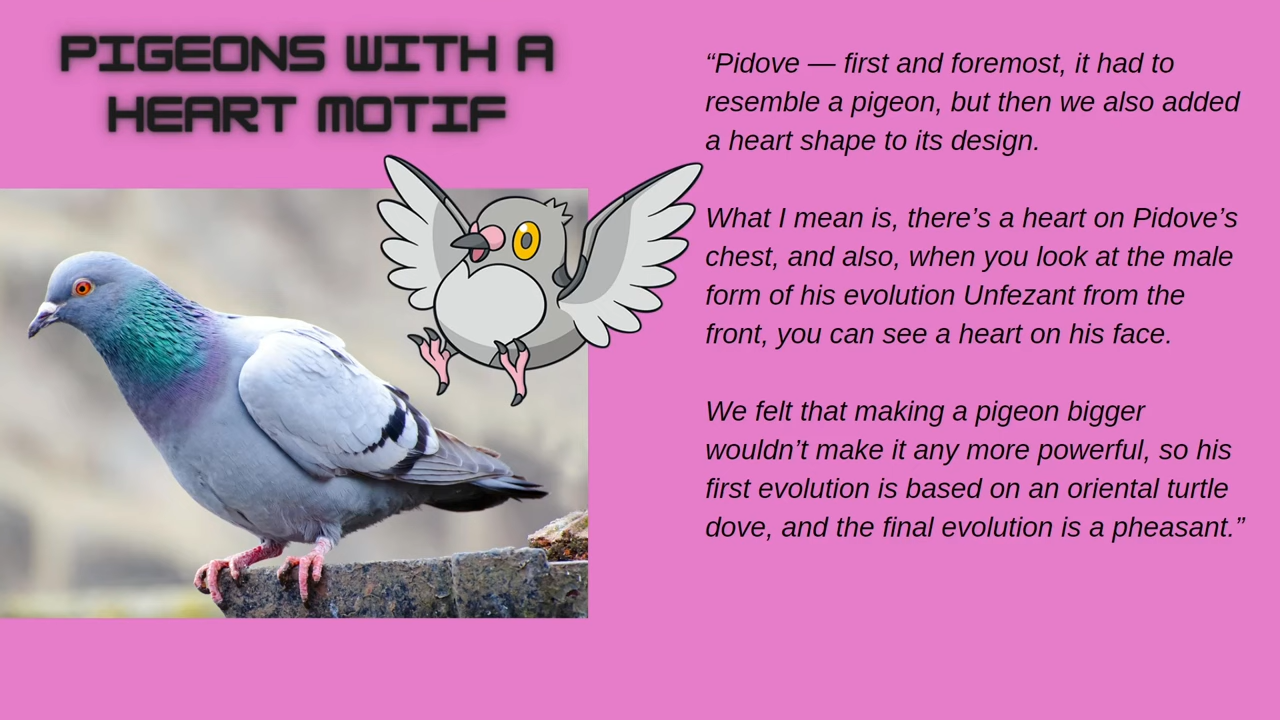 PIGEONS WITH A
HEART MOTIF
“Pidove — first and foremost, it had to
resemble a pigeon, but then we also added
a heart shape to its design.
What I mean is, there’s a heart on Pidove’s
chest, and also, when you look at the male
form of his evolution Unfezant from the
front, you can see a heart on his face.
We felt that making a pigeon bigger
wouldn’t make it any more powerful, so his
first evolution is based on an oriental turtle
dove, and the final evolution is a pheasant.”